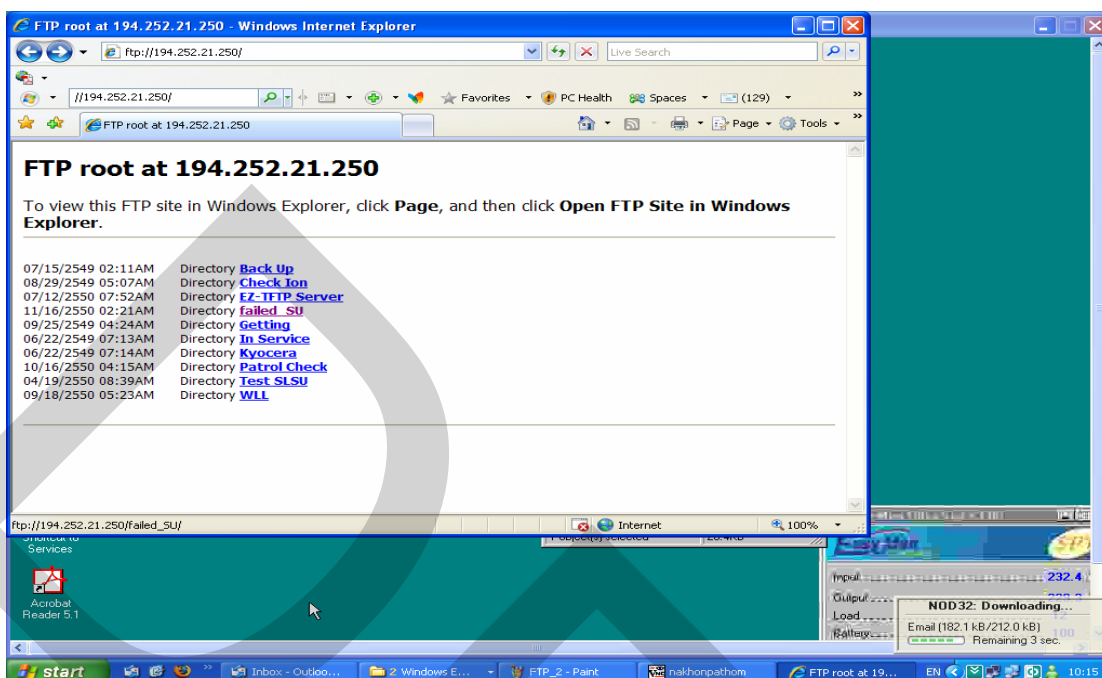 FTP root at 194.252.21.250 - Windows Internet Explorer
ftp://194.252.21.250/
Live Search
//194.252.21.250/
Favorites
PC Health
Spaces
(129)
»
FTP root at 194.252.21.250
Page
Tools
»
FTP root at 194.252.21.250
To view this FTP site in Windows Explorer, click Page, and then click Open FTP Site in Windows
Explorer.
07/15/2549 02:11AM Directory Back Up
08/29/2549 05:07AM Directory Check Ion
07/12/2550 07:52AM Directory EZ-TFTP Server
11/16/2550 02:21AM Directory failed_SU
09/25/2549 04:24AM Directory Getting
06/22/2549 07:13AM Directory In Service
06/22/2549 07:14AM Directory Kyocera
10/16/2550 04:15AM Directory Patrol Check
04/19/2550 08:39AM Directory Test SLSU
09/18/2550 05:23AM Directory WLL
ftp://194.252.21.250/failed_SU/
Internet
100%
Shortcut to
Services
1 object(s) selected
Acrobat
Reader 5.1
Input 232.4
Output
Load 12
Battery 100
NOD32: Downloading...
Email (182.1 kB/212.0 kB)
Remaining 3 sec.
start
»
Inbox - Outloo...
2 Windows E...
FTP_2 - Paint
nakhonpathom
FTP root at 19...
EN
10:15